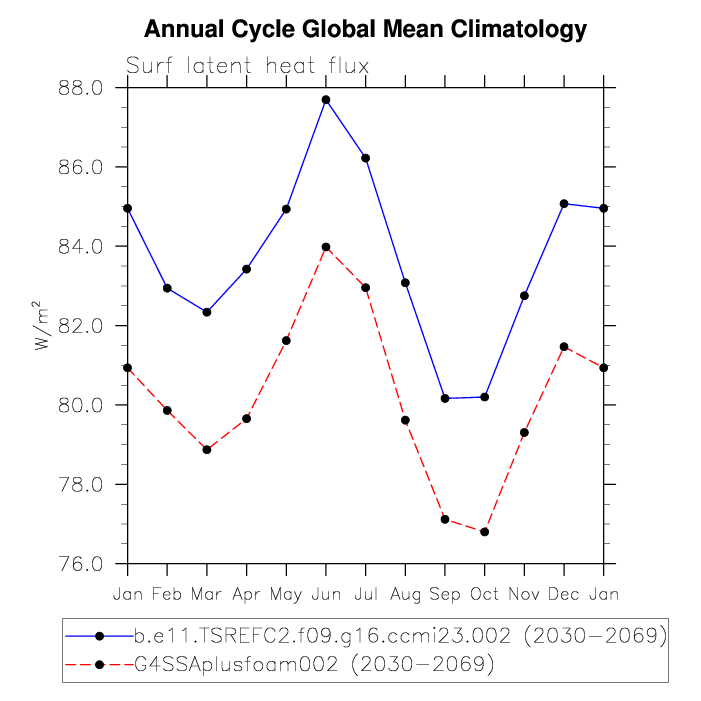 Annual Cycle Global Mean Climatology
Surf latent heat flux
88.0
86.0
84.0
82.0
80.0
78.0
76.0
W/m²
Jan Feb Mar Apr May Jun Jul Aug Sep Oct Nov Dec Jan
b.e11.TSREFC2.f09.g16.ccmi23.002 (2030-2069)
G4SSAplusfoam002 (2030-2069)